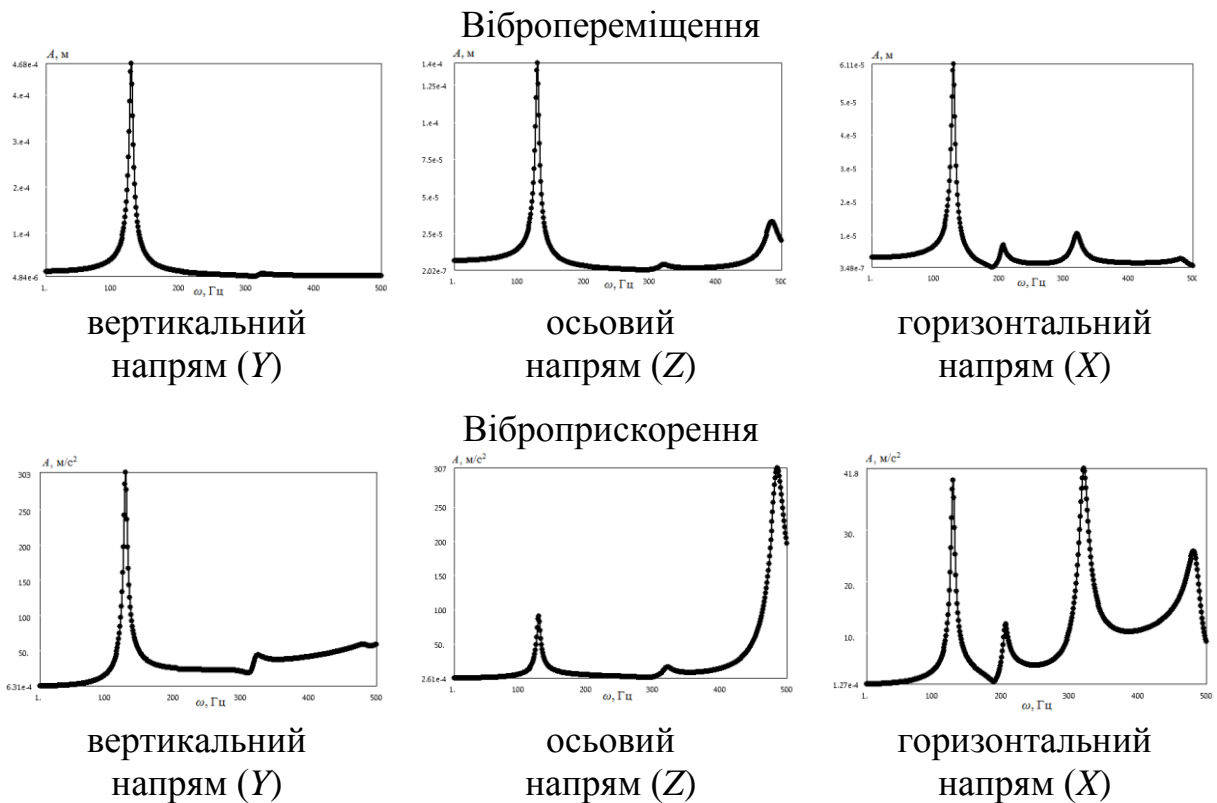 Вібропереміщення
A, м
4.68e-4
4.e-4
3.e-4
2.e-4
1.e-4
4.84e-6
1.
100
200
300
400
500
ω, Гц
вертикальний
напрям (Y)
A, м
1.4e-4
1.25e-4
1.e-4
7.5e-5
5.e-5
2.5e-5
2.02e-7
1.
100
200
300
400
500
ω, Гц
осьовий
напрям (Z)
A, м
6.11e-5
5.e-5
4.e-5
3.e-5
2.e-5
1.e-5
3.48e-7
1.
100
200
300
400
500
ω, Гц
горизонтальний
напрям (X)
Віброприскорення
A, м/с²
303
250
200
150
100
50.
6.31e-4
1.
100
200
300
400
500
ω, Гц
вертикальний
напрям (Y)
A, м/с²
307
250
200
150
100
50.
2.61e-4
1.
100
200
300
400
500
ω, Гц
осьовий
напрям (Z)
A, м/с²
41.8
30.
20.
10.
1.27e-4
1.
100
200
300
400
500
ω, Гц
горизонтальний
напрям (X)